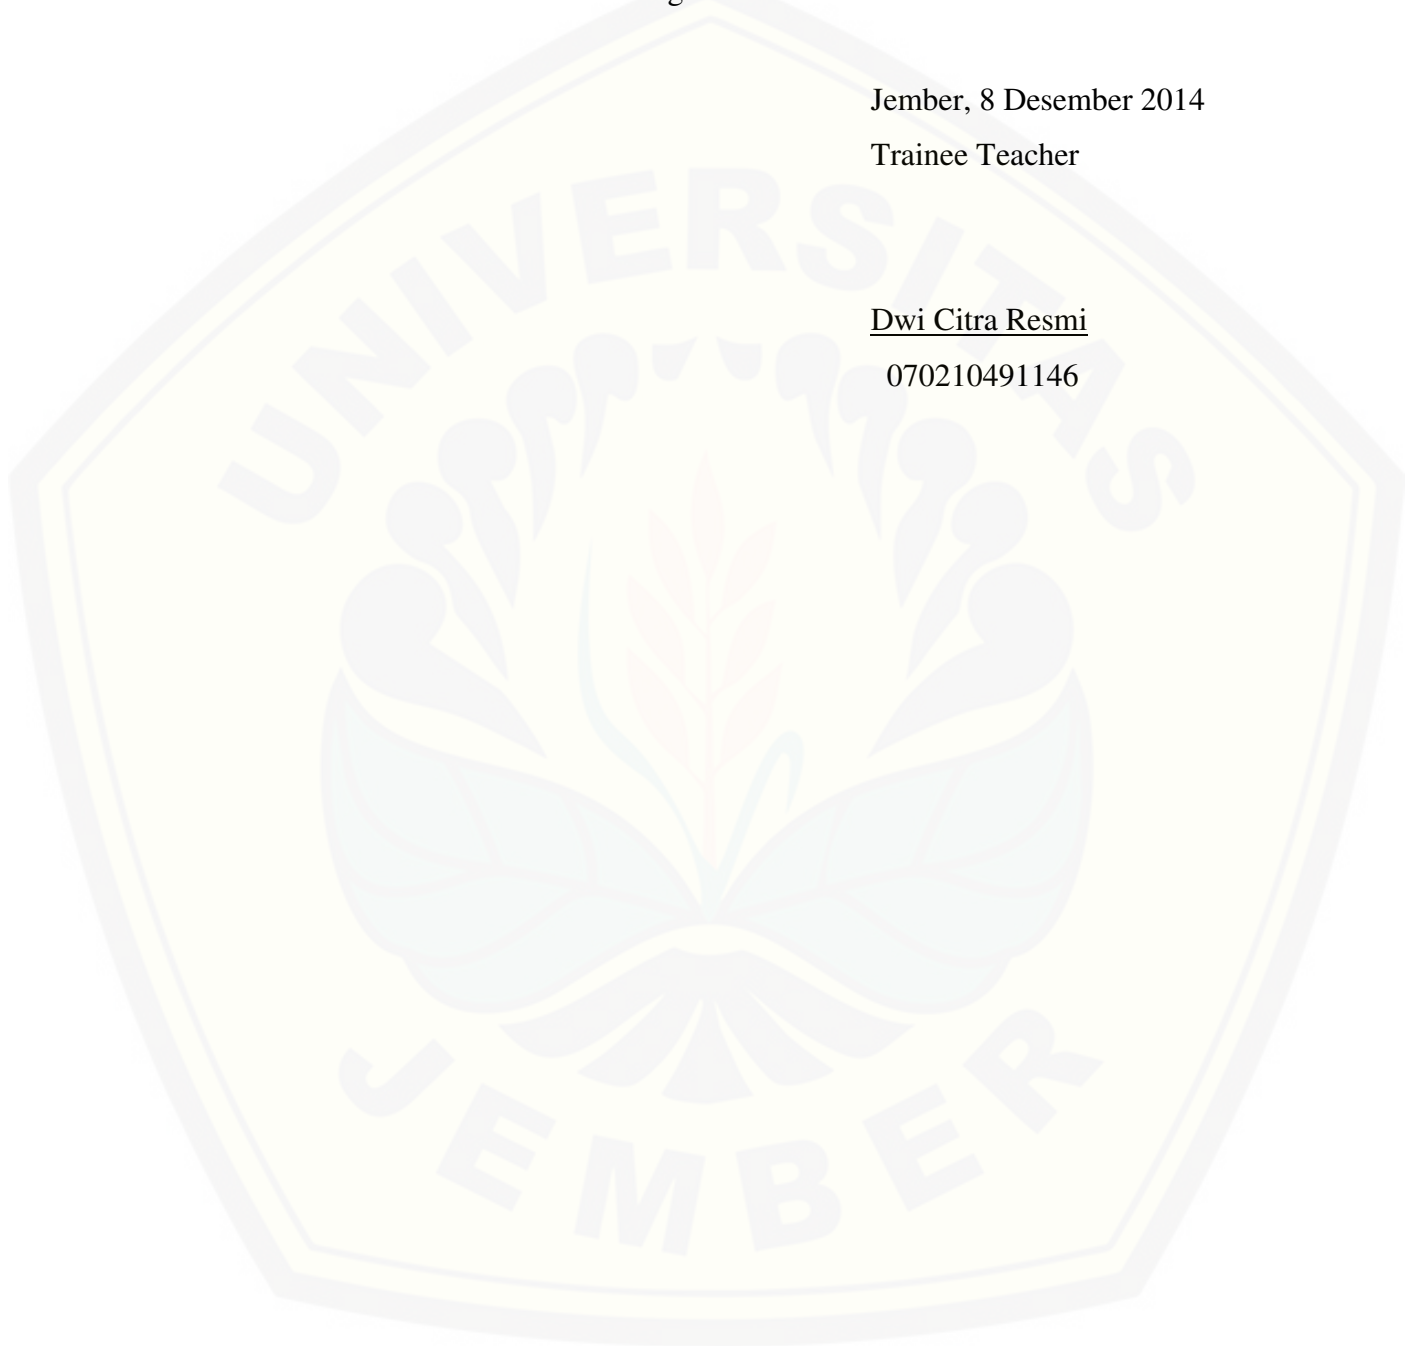 Jember, 8 Desember 2014
Trainee Teacher
UNIVERSITAS
Dwi Citra Resmi
070210491146
JEMBER